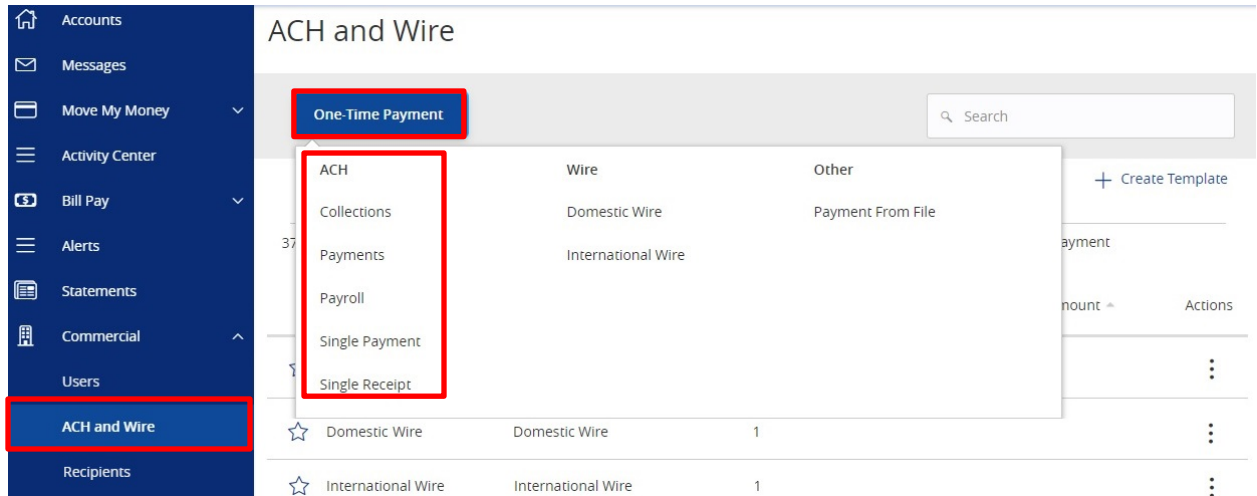 Accounts
Messages
Move My Money
Activity Center
Bill Pay
Alerts
Statements
Commercial
Users
ACH and Wire
Recipients
ACH and Wire
One-Time Payment
Search
ACH Wire Other
Create Template
Collections Domestic Wire Payment From File
37
Payments International Wire
Payroll
Actions
Single Payment
Single Receipt
Domestic Wire Domestic Wire 1
International Wire International Wire 1